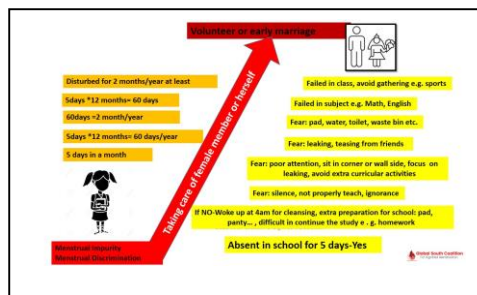 Volunteer or early marriage
Disturbed for 2 months/year at least
5days *12 months= 60 days
60days =2 month/year
5days *12 months= 60 days/year
5 days in a month
Menstrual Impurity
Menstrual Discrimination
Taking care of female member or herself
Failed in class, avoid gathering e.g. sports
Failed in subject e.g. Math, English
Fear: pad, water, toilet, waste bin etc.
Fear: leaking, teasing from friends
Fear: poor attention, sit in corner or wall side, focus on
leaking, avoid extra curricular activities
Fear: silence, not properly teach, ignorance
If NO-Woke up at 4am for cleansing, extra preparation for school: pad,
panty... , difficult in continue the study e . g. homework
Absent in school for 5 days-Yes
Global South Coalition